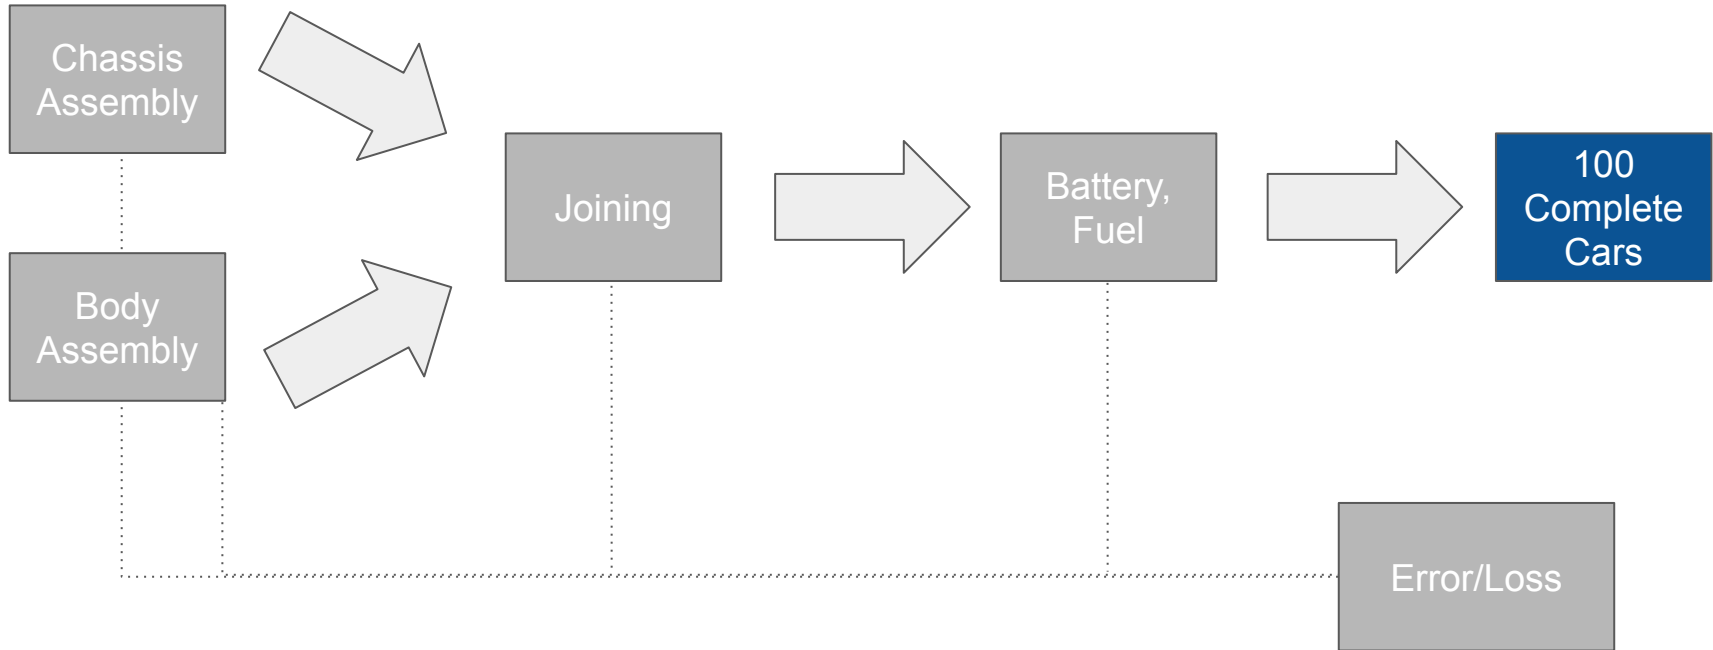 Chassis
Assembly
Body
Assembly
Joining
Battery,
Fuel
100
Complete
Cars
Error/Loss